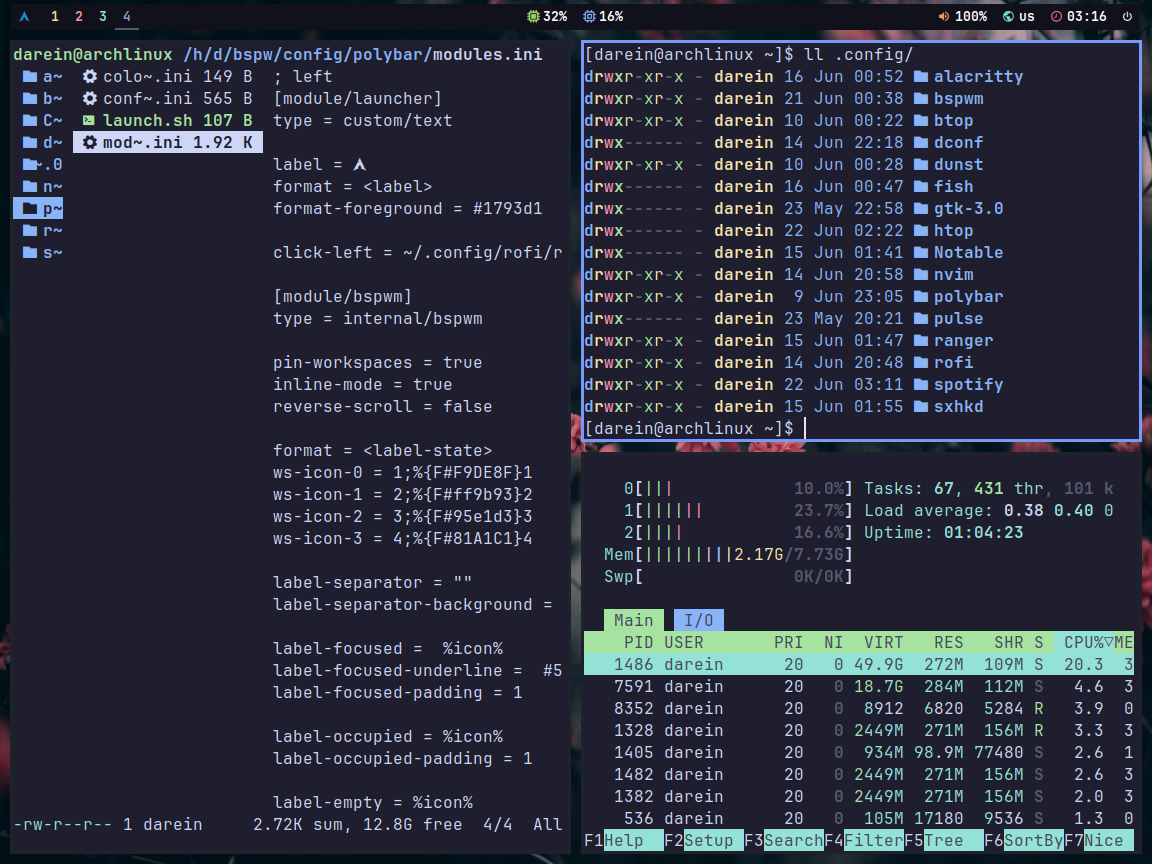 1 2 3 4 32% 16% 100% us 03:16
darein@archlinux /h/d/bspw/config/polybar/modules.ini
a~ colo~.ini 149 B ; left
b~ conf~.ini 565 B [module/launcher]
C~ launch.sh 107 B type = custom/text
d~ mod~.ini 1.92 K
~.0 label =
n~ format = <label>
p~ format-foreground = #1793d1
r~
s~ click-left = ~/.config/rofi/r
[module/bspwm]
type = internal/bspwm
pin-workspaces = true
inline-mode = true
reverse-scroll = false
format = <label-state>
ws-icon-0 = 1;%{F#F9DE8F}1
ws-icon-1 = 2;%{F#ff9b93}2
ws-icon-2 = 3;%{F#95e1d3}3
ws-icon-3 = 4;%{F#81A1C1}4
label-separator = ""
label-separator-background =
label-focused =  %icon%
label-focused-underline =  #5
label-focused-padding = 1
label-occupied = %icon%
label-occupied-padding = 1
label-empty = %icon%
-rw-r--r-- 1 darein 2.72K sum, 12.8G free 4/4 All
[darein@archlinux ~]$ ll .config/
drwxr-xr-x - darein 16 Jun 00:52 alacritty
drwxr-xr-x - darein 21 Jun 00:38 bspwm
drwxr-xr-x - darein 10 Jun 00:22 btop
drwx------ - darein 14 Jun 22:18 dconf
drwxr-xr-x - darein 10 Jun 00:28 dunst
drwx------ - darein 16 Jun 00:47 fish
drwx------ - darein 23 May 22:58 gtk-3.0
drwx------ - darein 22 Jun 02:22 htop
drwxr-xr-x - darein 15 Jun 01:41 Notable
drwxr-xr-x - darein 14 Jun 20:58 nvim
drwxr-xr-x - darein 9 Jun 23:05 polybar
drwx------ - darein 23 May 20:21 pulse
drwxr-xr-x - darein 15 Jun 01:47 ranger
drwxr-xr-x - darein 14 Jun 20:48 rofi
drwxr-xr-x - darein 22 Jun 03:11 spotify
drwxr-xr-x - darein 15 Jun 01:55 sxhkd
[darein@archlinux ~]$
0[||| 10.0%] Tasks: 67, 431 thr, 101 k
1[|||||| 23.7%] Load average: 0.38 0.40 0
2[|||| 16.6%] Uptime: 01:04:23
Mem[|||||||||2.17G/7.73G]
Swp[ 0K/0K]
Main I/O
PID USER PRI NI VIRT RES SHR S CPU%▽ME
1486 darein 20 0 49.9G 272M 109M S 20.3 3
7591 darein 20 0 18.7G 284M 112M S 4.6 3
8352 darein 20 0 8912 6820 5284 R 3.9 0
1328 darein 20 0 2449M 271M 156M R 3.3 3
1405 darein 20 0 934M 98.9M 77480 S 2.6 1
1482 darein 20 0 2449M 271M 156M S 2.6 3
1382 darein 20 0 2449M 271M 156M S 2.0 3
536 darein 20 0 105M 17180 9536 S 1.3 0
F1Help F2Setup F3SearchF4FilterF5Tree F6SortByF7Nice